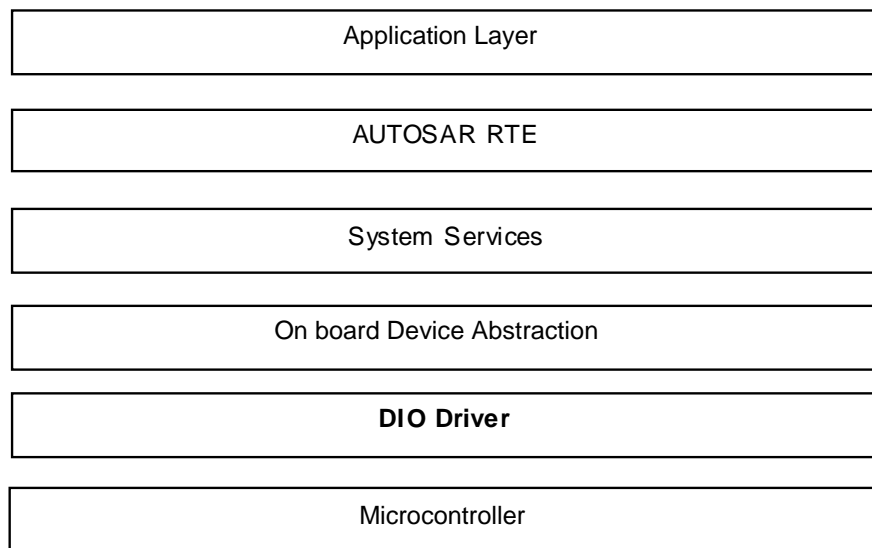 Application Layer
AUTOSAR RTE
System Services
On board Device Abstraction
DIO Driver
Microcontroller